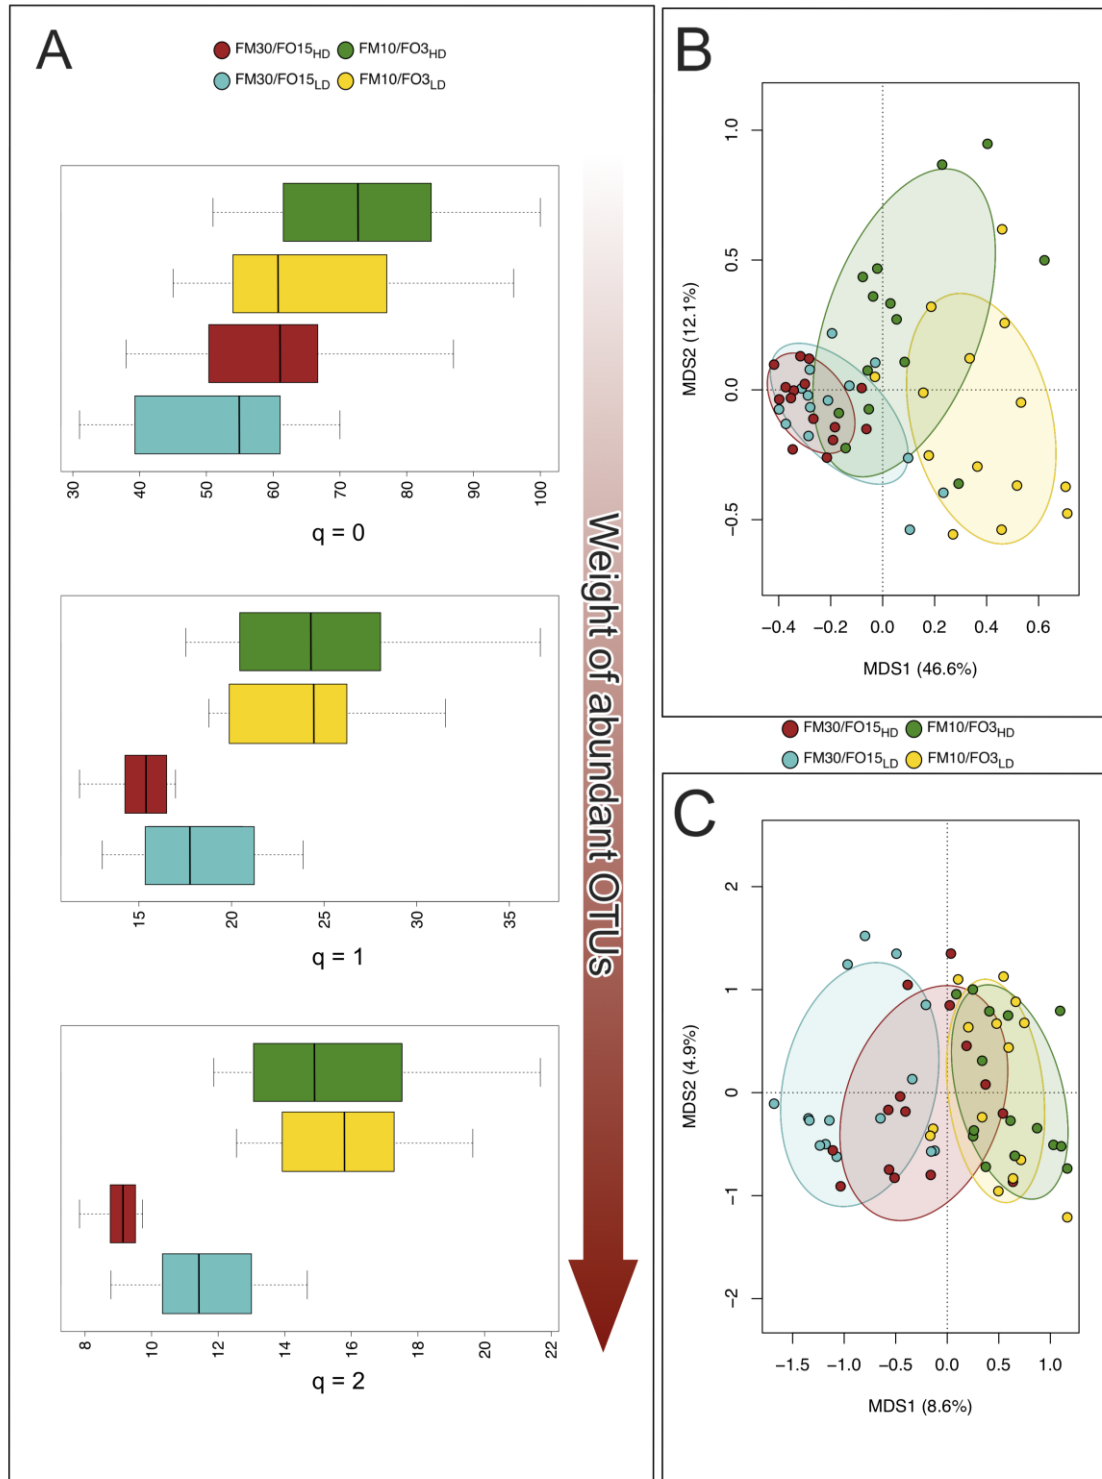 A
FM30/FO15HD FM10/FO3HD
FM30/FO15LD FM10/FO3LD
30 40 50 60 70 80 90 100
q = 0
15 20 25 30 35
q = 1
8 10 12 14 16 18 20 22
q = 2
Weight of abundant OTUs
B
1.0
0.5
0.0
−0.5
MDS2 (12.1%)
−0.4 −0.2 0.0 0.2 0.4 0.6
MDS1 (46.6%)
FM30/FO15HD FM10/FO3HD
FM30/FO15LD FM10/FO3LD
C
2
1
0
−1
−2
MDS2 (4.9%)
−1.5 −1.0 −0.5 0.0 0.5 1.0
MDS1 (8.6%)